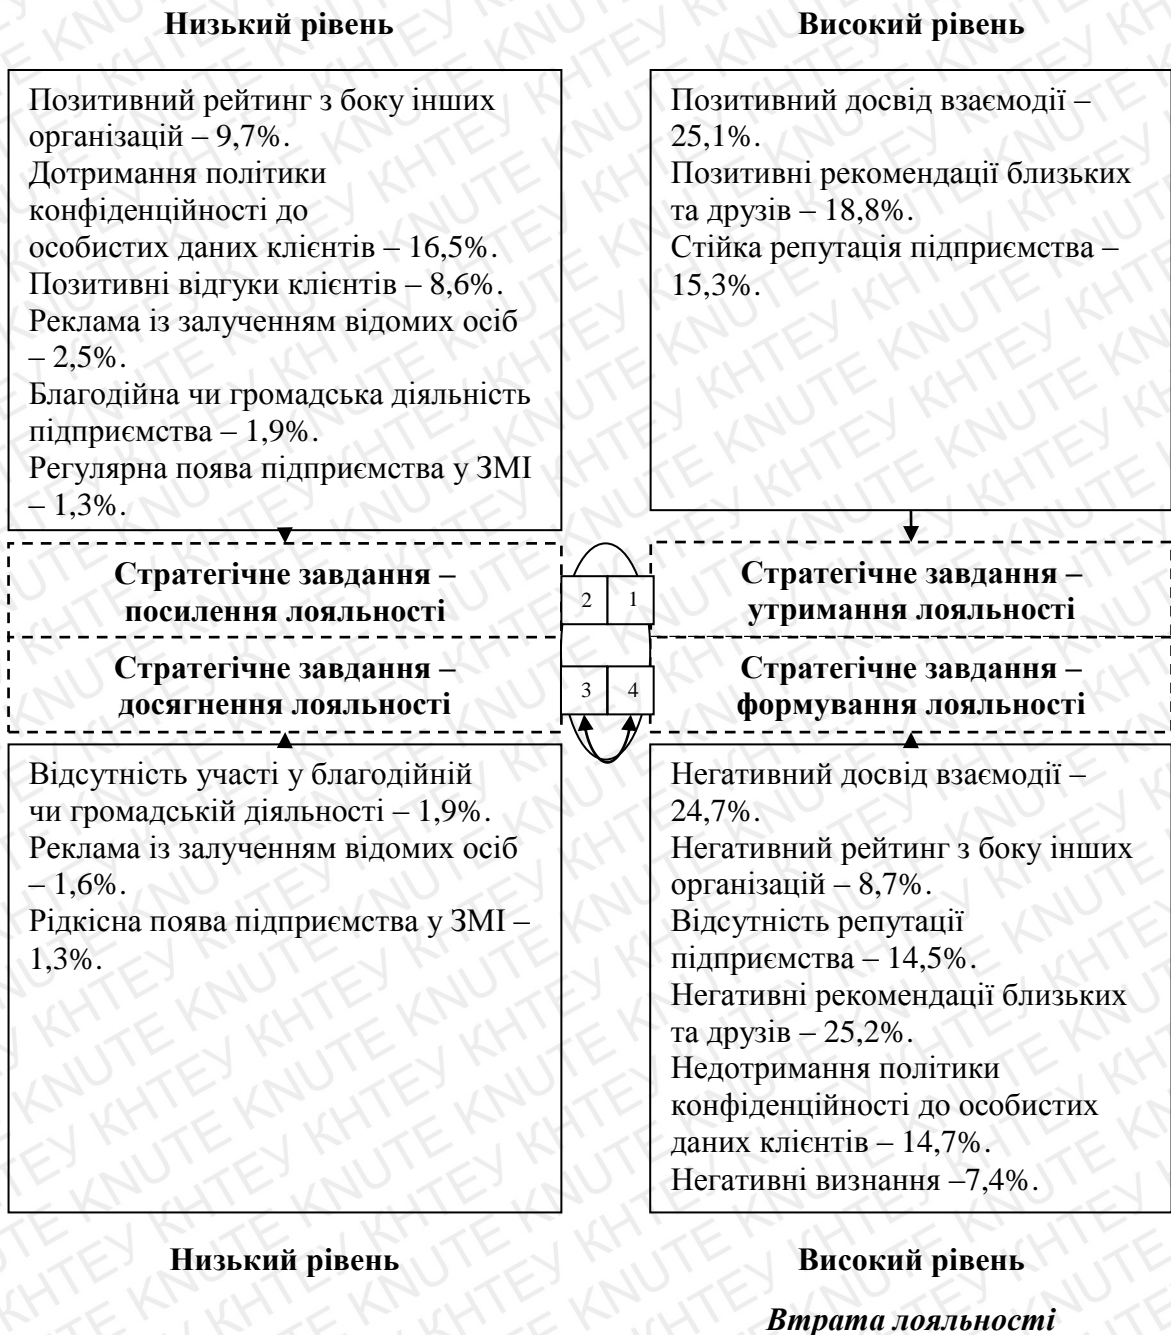 Низький рівень
Високий рівень
Позитивний рейтинг з боку інших
організацій – 9,7%.
Дотримання політики
конфіденційності до
особистих даних клієнтів – 16,5%.
Позитивні відгуки клієнтів – 8,6%.
Реклама із залученням відомих осіб
– 2,5%.
Благодійна чи громадська діяльність
підприємства – 1,9%.
Регулярна поява підприємства у ЗМІ
– 1,3%.
Позитивний досвід взаємодії –
25,1%.
Позитивні рекомендації близьких
та друзів – 18,8%.
Стійка репутація підприємства –
15,3%.
Стратегічне завдання –
посилення лояльності
2 1
Стратегічне завдання –
утримання лояльності
Стратегічне завдання –
досягнення лояльності
3 4
Стратегічне завдання –
формування лояльності
Відсутність участі у благодійній
чи громадській діяльності – 1,9%.
Реклама із залученням відомих осіб
– 1,6%.
Рідкісна поява підприємства у ЗМІ –
1,3%.
Негативний досвід взаємодії –
24,7%.
Негативний рейтинг з боку інших
організацій – 8,7%.
Відсутність репутації
підприємства – 14,5%.
Негативні рекомендації близьких
та друзів – 25,2%.
Недотримання політики
конфіденційності до особистих
даних клієнтів – 14,7%.
Негативні визнання –7,4%.
Низький рівень
Високий рівень
Втрата лояльності